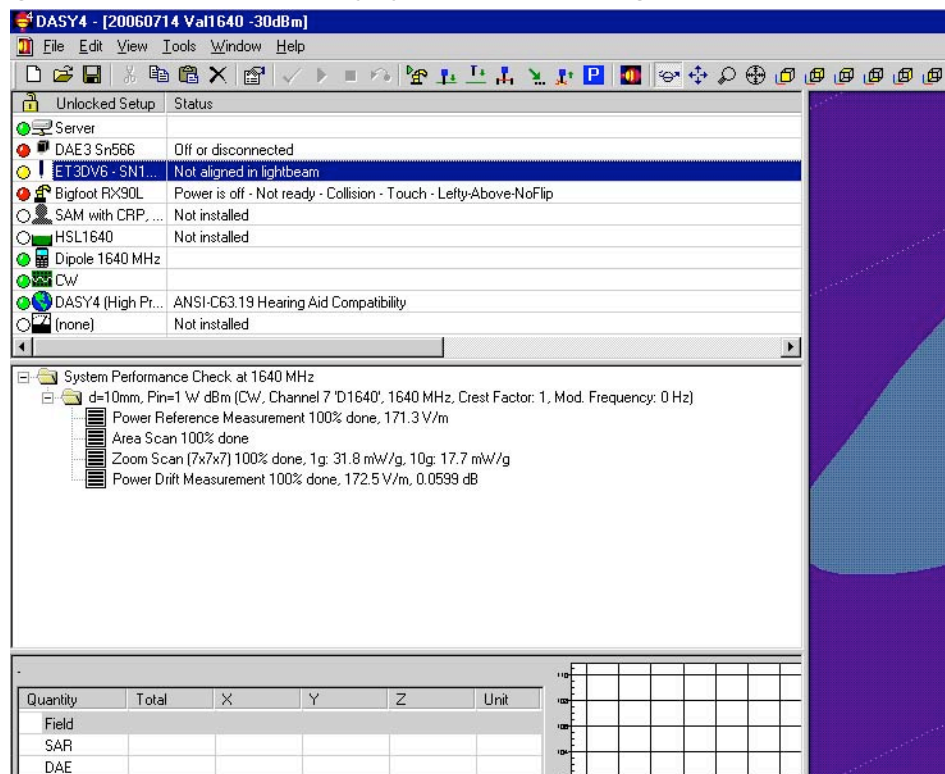 DASY4 - [20060714 Val1640 -30dBm]
File Edit View Tools Window Help
P
Unlocked Setup Status
Server
DAE3 Sn566 Off or disconnected
ET3DV6 - SN1... Not aligned in lightbeam
Bigfoot RX90L Power is off - Not ready - Collision - Touch - Lefty-Above-NoFlip
SAM with CRP, ... Not installed
HSL1640 Not installed
Dipole 1640 MHz
CW
DASY4 (High Pr... ANSI-C63.19 Hearing Aid Compatibility
(none) Not installed
System Performance Check at 1640 MHz
d=10mm, Pin=1 W dBm (CW, Channel 7 'D1640', 1640 MHz, Crest Factor: 1, Mod. Frequency: 0 Hz)
Power Reference Measurement 100% done, 171.3 V/m
Area Scan 100% done
Zoom Scan (7x7x7) 100% done, 1g: 31.8 mW/g, 10g: 17.7 mW/g
Power Drift Measurement 100% done, 172.5 V/m, 0.0599 dB
-
Quantity Total X Y Z Unit
Field
SAR
DAE